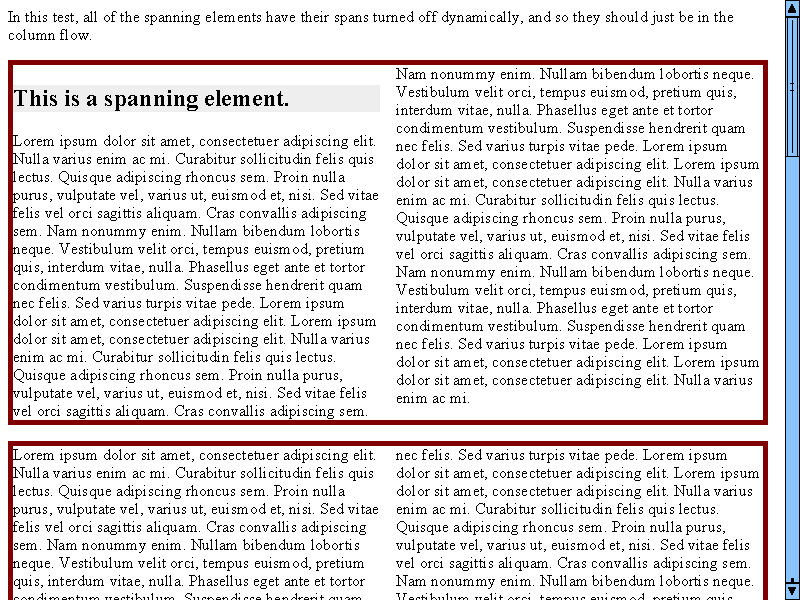 In this test, all of the spanning elements have their spans turned off dynamically, and so they should just be in the
column flow.
This is a spanning element.
Lorem ipsum dolor sit amet, consectetuer adipiscing elit.
Nulla varius enim ac mi. Curabitur sollicitudin felis quis
lectus. Quisque adipiscing rhoncus sem. Proin nulla
purus, vulputate vel, varius ut, euismod et, nisi. Sed vitae
felis vel orci sagittis aliquam. Cras convallis adipiscing
sem. Nam nonummy enim. Nullam bibendum lobortis
neque. Vestibulum velit orci, tempus euismod, pretium
quis, interdum vitae, nulla. Phasellus eget ante et tortor
condimentum vestibulum. Suspendisse hendrerit quam
nec felis. Sed varius turpis vitae pede. Lorem ipsum
dolor sit amet, consectetuer adipiscing elit. Lorem ipsum
dolor sit amet, consectetuer adipiscing elit. Nulla varius
enim ac mi. Curabitur sollicitudin felis quis lectus.
Quisque adipiscing rhoncus sem. Proin nulla purus,
vulputate vel, varius ut, euismod et, nisi. Sed vitae felis
vel orci sagittis aliquam. Cras convallis adipiscing sem.
Nam nonummy enim. Nullam bibendum lobortis neque.
Vestibulum velit orci, tempus euismod, pretium quis,
interdum vitae, nulla. Phasellus eget ante et tortor
condimentum vestibulum. Suspendisse hendrerit quam
nec felis. Sed varius turpis vitae pede. Lorem ipsum
dolor sit amet, consectetuer adipiscing elit. Lorem ipsum
dolor sit amet, consectetuer adipiscing elit. Nulla varius
enim ac mi. Curabitur sollicitudin felis quis lectus.
Quisque adipiscing rhoncus sem. Proin nulla purus,
vulputate vel, varius ut, euismod et, nisi. Sed vitae felis
vel orci sagittis aliquam. Cras convallis adipiscing sem.
Nam nonummy enim. Nullam bibendum lobortis neque.
Vestibulum velit orci, tempus euismod, pretium quis,
interdum vitae, nulla. Phasellus eget ante et tortor
condimentum vestibulum. Suspendisse hendrerit quam
nec felis. Sed varius turpis vitae pede. Lorem ipsum
dolor sit amet, consectetuer adipiscing elit. Nulla varius
enim ac mi.
Lorem ipsum dolor sit amet, consectetuer adipiscing elit.
Nulla varius enim ac mi. Curabitur sollicitudin felis quis
lectus. Quisque adipiscing rhoncus sem. Proin nulla
purus, vulputate vel, varius ut, euismod et, nisi. Sed vitae
felis vel orci sagittis aliquam. Cras convallis adipiscing
sem. Nam nonummy enim. Nullam bibendum lobortis
neque. Vestibulum velit orci, tempus euismod, pretium
quis, interdum vitae, nulla. Phasellus eget ante et tortor
condimentum vestibulum. Suspendisse hendrerit quam
nec felis. Sed varius turpis vitae pede. Lorem ipsum
dolor sit amet, consectetuer adipiscing elit. Lorem ipsum
dolor sit amet, consectetuer adipiscing elit. Nulla varius
enim ac mi. Curabitur sollicitudin felis quis lectus.
Quisque adipiscing rhoncus sem. Proin nulla purus,
vulputate vel, varius ut, euismod et, nisi. Sed vitae felis
vel orci sagittis aliquam. Cras convallis adipiscing sem.
Nam nonummy enim. Nullam bibendum lobortis neque.
Vestibulum velit orci, tempus euismod, pretium quis,